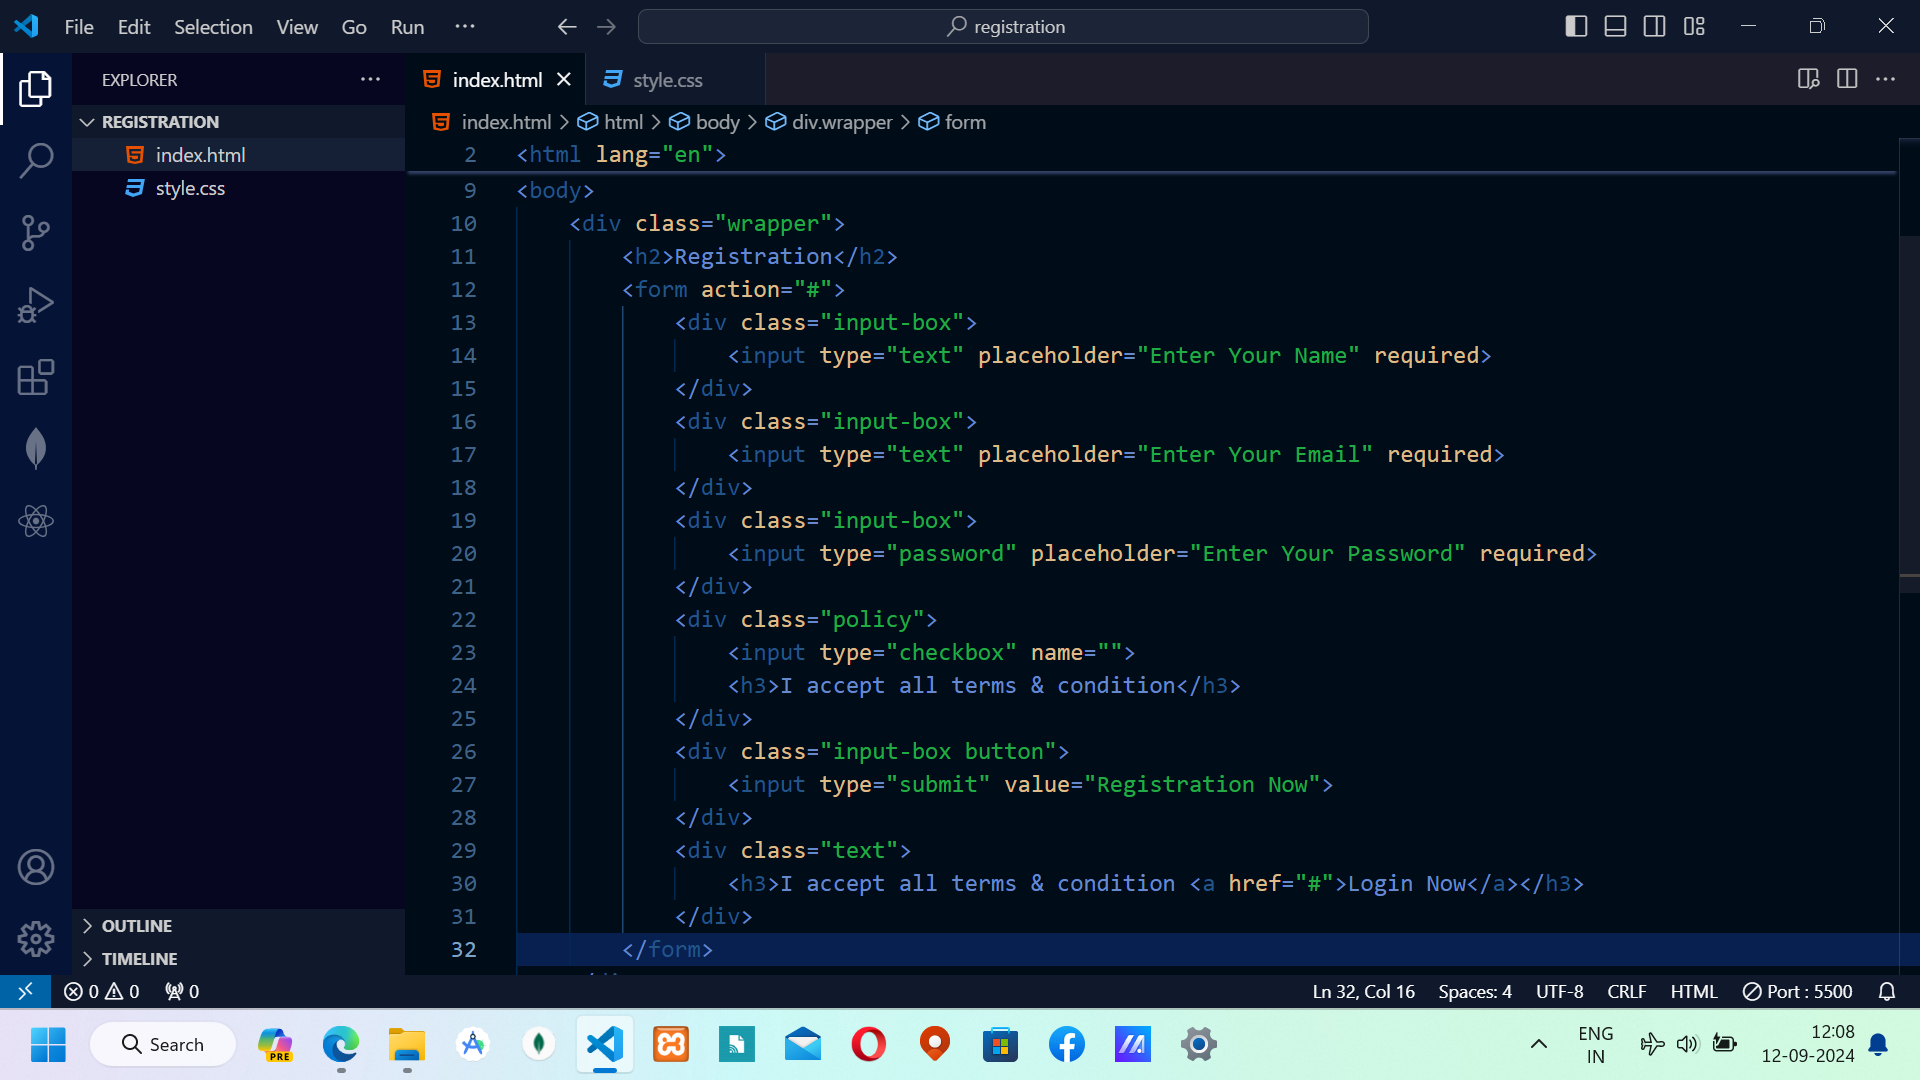 File Edit Selection View Go Run ··· registration
EXPLORER ···
index.html style.css
REGISTRATION
index.html > html > body > div.wrapper > form
index.html
style.css
2 <html lang="en">
9 <body>
10 <div class="wrapper">
11 <h2>Registration</h2>
12 <form action="#">
13 <div class="input-box">
14 <input type="text" placeholder="Enter Your Name" required>
15 </div>
16 <div class="input-box">
17 <input type="text" placeholder="Enter Your Email" required>
18 </div>
19 <div class="input-box">
20 <input type="password" placeholder="Enter Your Password" required>
21 </div>
22 <div class="policy">
23 <input type="checkbox" name="">
24 <h3>I accept all terms & condition</h3>
25 </div>
26 <div class="input-box button">
27 <input type="submit" value="Registration Now">
28 </div>
29 <div class="text">
30 <h3>I accept all terms & condition <a href="#">Login Now</a></h3>
31 </div>
32 </form>
OUTLINE
TIMELINE
0 0 0 Ln 32, Col 16 Spaces: 4 UTF-8 CRLF HTML Port : 5500
Search
PRE
ENG
IN
12:08
12-09-2024